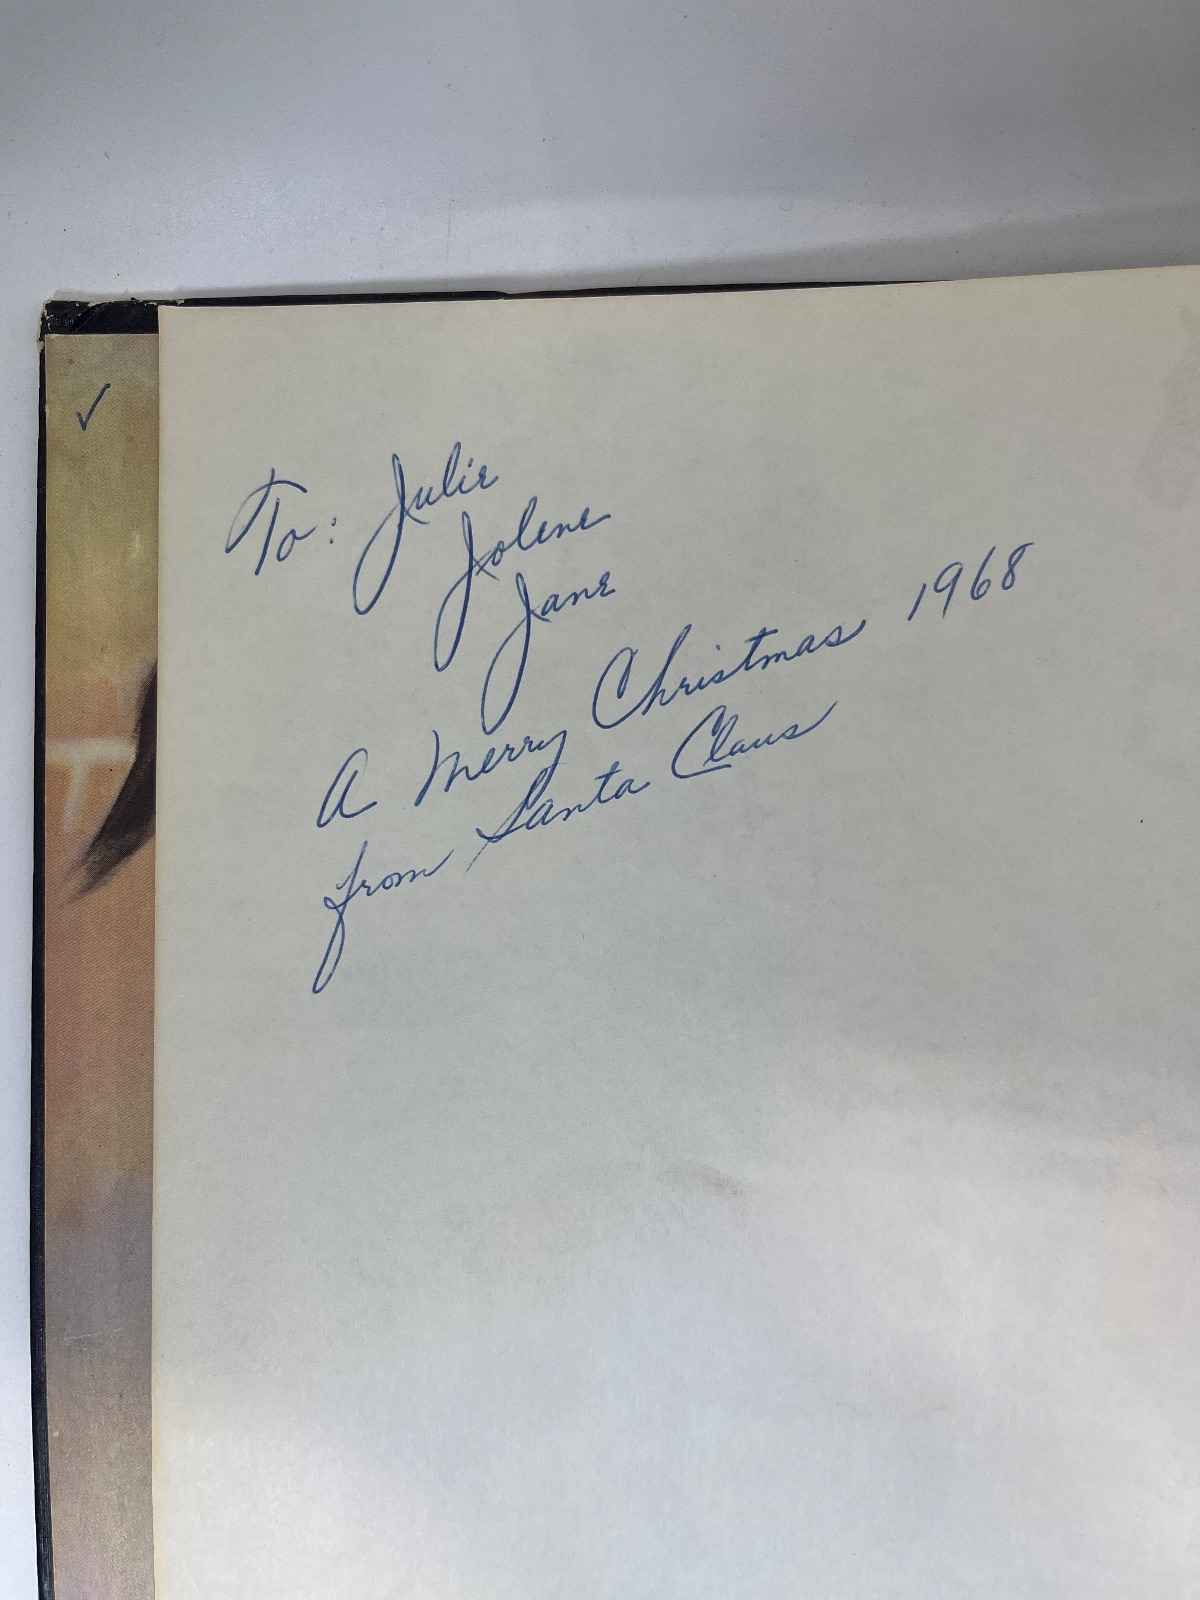 To: Julie
Jolene
Jane
A Merry Christmas 1968
from Santa Claus